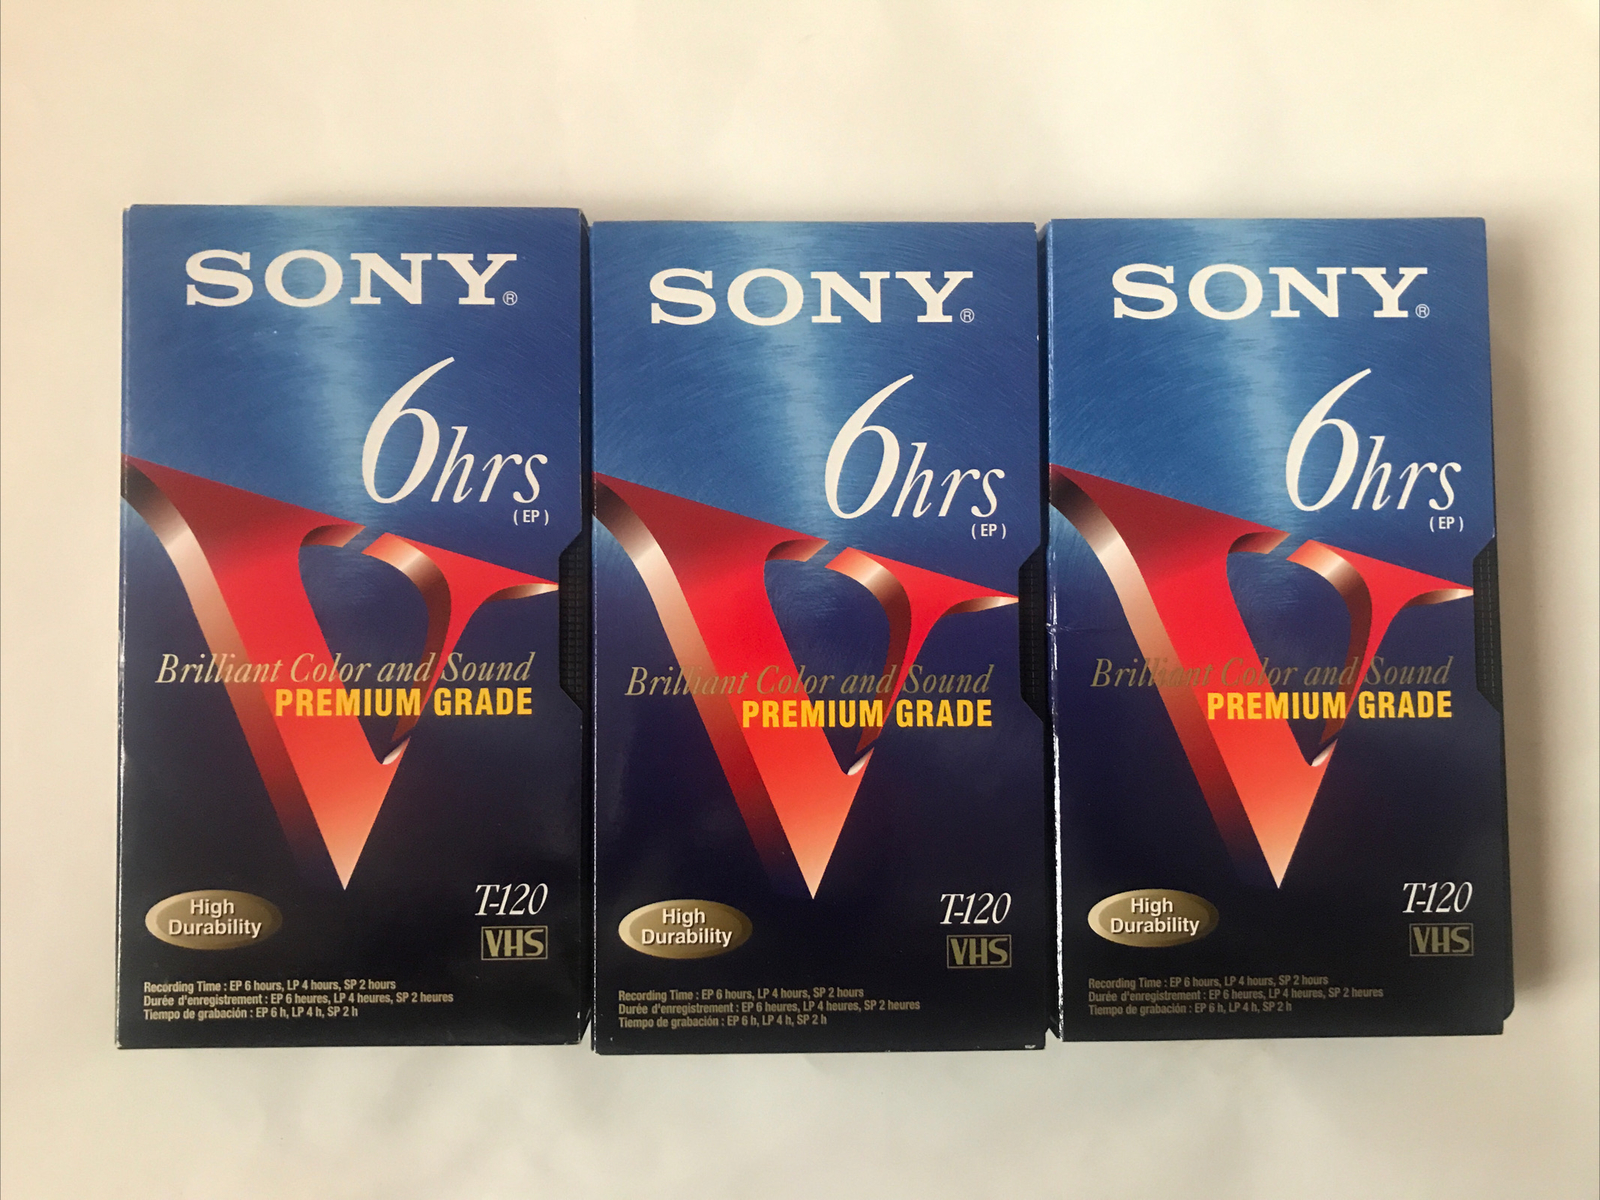 SONY®
6hrs
(EP)
V
Brilliant Color and Sound
PREMIUM GRADE
High
Durability
T-120
VHS
Recording Time : EP 6 hours, LP 4 hours, SP 2 hours
Durée d'enregistrement : EP 6 heures, LP 4 heures, SP 2 heures
Tiempo de grabación : EP 6 h, LP 4 h, SP 2 h
SONY®
6hrs
(EP)
V
Brilliant Color and Sound
PREMIUM GRADE
High
Durability
T-120
VHS
Recording Time : EP 6 hours, LP 4 hours, SP 2 hours
Durée d'enregistrement : EP 6 heures, LP 4 heures, SP 2 heures
Tiempo de grabación : EP 6 h, LP 4 h, SP 2 h
SONY®
6hrs
(EP)
V
Brilliant Color and Sound
PREMIUM GRADE
High
Durability
T-120
VHS
Recording Time : EP 6 hours, LP 4 hours, SP 2 hours
Durée d'enregistrement : EP 6 heures, LP 4 heures, SP 2 heures
Tiempo de grabación : EP 6 h, LP 4 h, SP 2 h